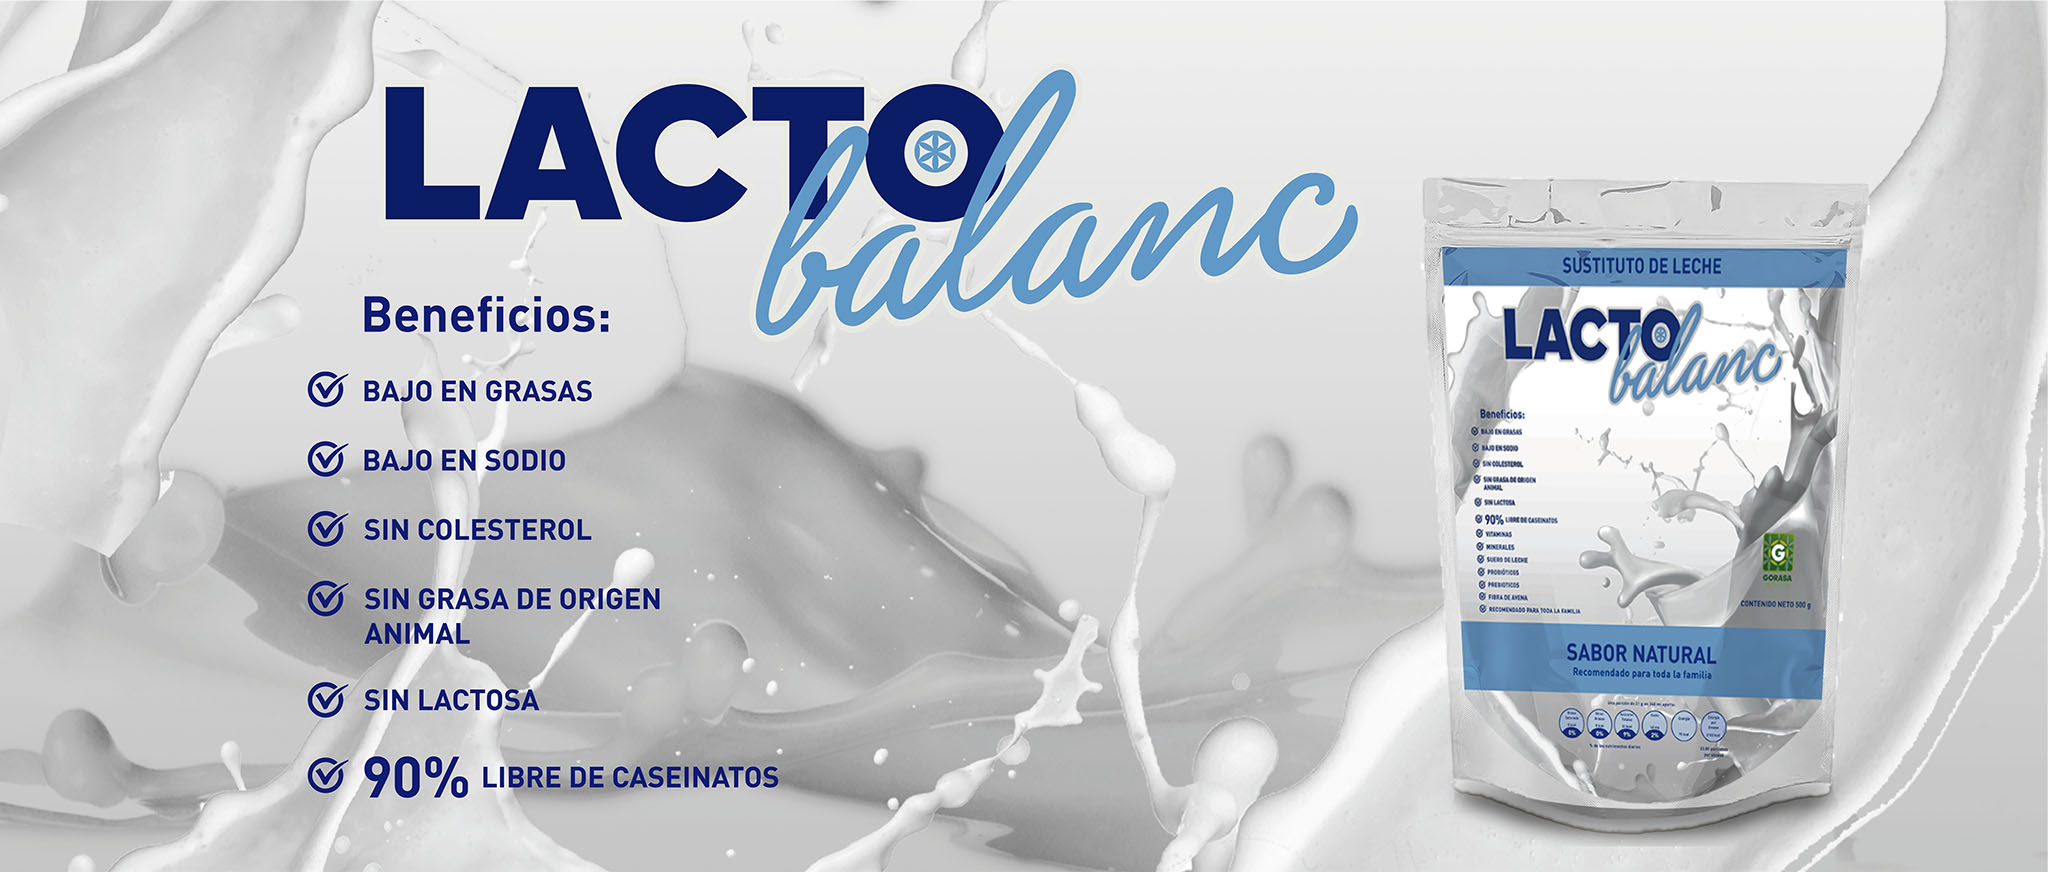 LACTO
balanc
Beneficios:
BAJO EN GRASAS
BAJO EN SODIO
SIN COLESTEROL
SIN GRASA DE ORIGEN
ANIMAL
SIN LACTOSA
90% LIBRE DE CASEINATOS
SUSTITUTO DE LECHE
LACTO
balanc
Beneficios:
BAJO EN GRASAS
BAJO EN SODIO
SIN COLESTEROL
SIN GRASA DE ORIGEN
ANIMAL
SIN LACTOSA
90% LIBRE DE CASEINATOS
VITAMINAS
MINERALES
SUERO DE LECHE
PROBIÓTICOS
PREBIOTICOS
FIBRA DE AVENA
RECOMENDADO PARA TODA LA FAMILIA
G
GORASA
CONTENIDO NETO 500 g
SABOR NATURAL
Recomendado para toda la familia